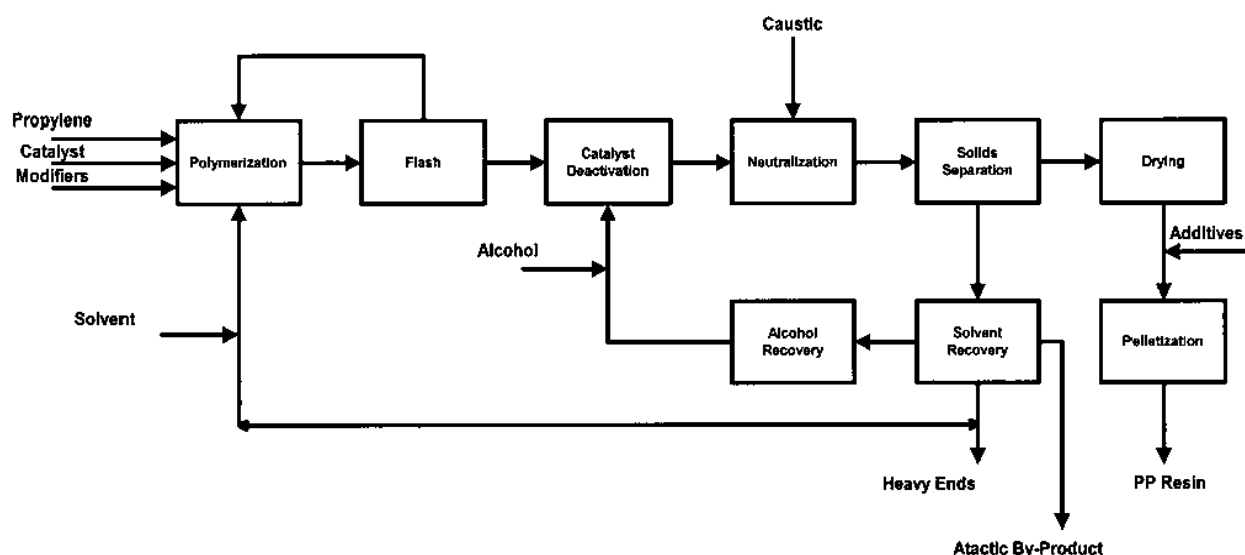 Caustic
Propylene
Catalyst
Modifiers
Polymerization
Flash
Catalyst
Deactivation
Neutralization
Solids
Separation
Drying
Additives
Alcohol
Solvent
Alcohol
Recovery
Solvent
Recovery
Pelletization
Heavy Ends
PP Resin
Atactic By-Product